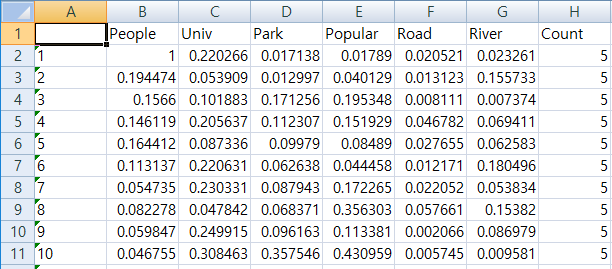 A B C D E F G H
1 People Univ Park Popular Road River Count
2 1 1 0.220266 0.017138 0.01789 0.020521 0.023261 5
3 2 0.194474 0.053909 0.012997 0.040129 0.013123 0.155733 5
4 3 0.1566 0.101883 0.171256 0.195348 0.008111 0.007374 5
5 4 0.146119 0.205637 0.112307 0.151929 0.046782 0.069411 5
6 5 0.164412 0.087336 0.09979 0.08489 0.027655 0.062583 5
7 6 0.113137 0.220631 0.062638 0.044458 0.012171 0.180496 5
8 7 0.054735 0.230331 0.087943 0.172265 0.022052 0.053834 5
9 8 0.082278 0.047842 0.068371 0.356303 0.057661 0.15382 5
10 9 0.059847 0.249915 0.096163 0.113381 0.002066 0.086979 5
11 10 0.046755 0.308463 0.357546 0.430959 0.005745 0.009581 5